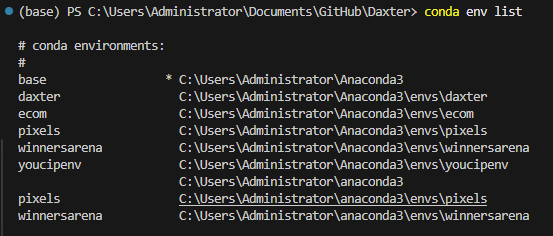 (base) PS C:\Users\Administrator\Documents\GitHub\Daxter> conda env list
# conda environments:
#
base * C:\Users\Administrator\Anaconda3
daxter C:\Users\Administrator\Anaconda3\envs\daxter
ecom C:\Users\Administrator\Anaconda3\envs\ecom
pixels C:\Users\Administrator\Anaconda3\envs\pixels
winnersarena C:\Users\Administrator\Anaconda3\envs\winnersarena
youcipenv C:\Users\Administrator\Anaconda3\envs\youcipenv
C:\Users\Administrator\anaconda3
pixels C:\Users\Administrator\anaconda3\envs\pixels
winnersarena C:\Users\Administrator\anaconda3\envs\winnersarena